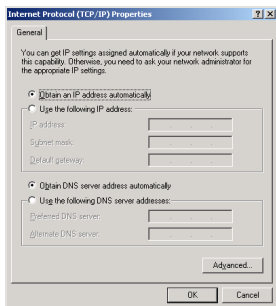 Internet Protocol (TCP/IP) Properties
General
You can get IP settings assigned automatically if your network supports
this capability. Otherwise, you need to ask your network administrator for
the appropriate IP settings.
Obtain an IP address automatically
Use the following IP address:
IP address:
Subnet mask:
Default gateway:
Obtain DNS server address automatically
Use the following DNS server addresses:
Preferred DNS server:
Alternate DNS server:
Advanced...
OK Cancel